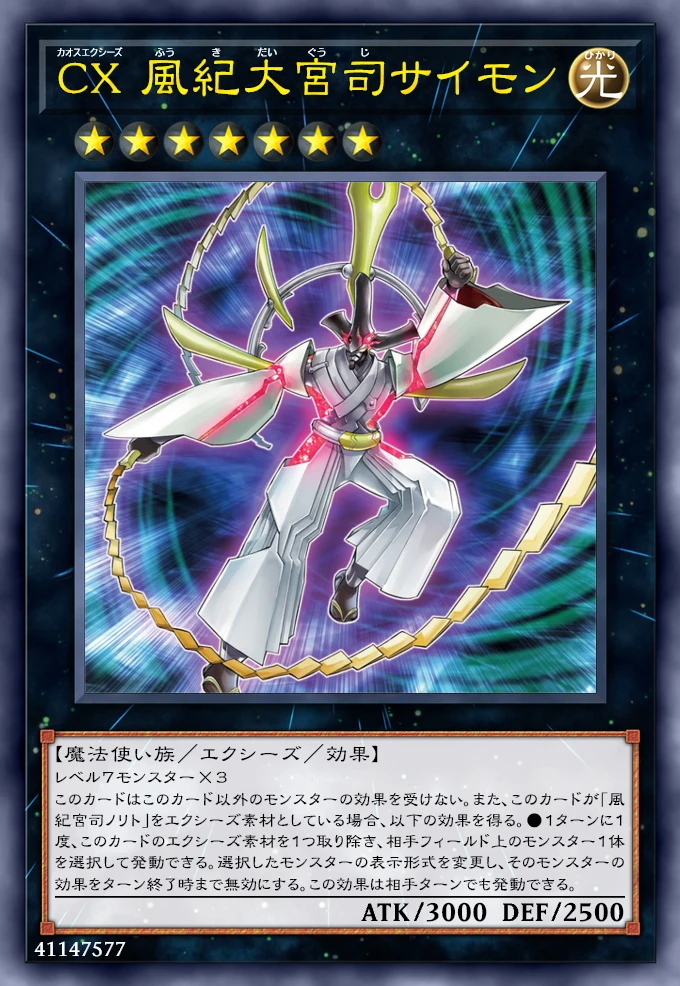 カオスエクシーズ ふう き だい ぐう じ
CX 風紀大宮司サイモン
ひかり
光
【魔法使い族／エクシーズ／効果】
レベル７モンスター×３
このカードはこのカード以外のモンスターの効果を受けない。また、このカードが「風
紀宮司ノリト」をエクシーズ素材としている場合、以下の効果を得る。●１ターンに１
度、このカードのエクシーズ素材を１つ取り除き、相手フィールド上のモンスター１体
を選択して発動できる。選択したモンスターの表示形式を変更し、そのモンスターの
効果をターン終了時まで無効にする。この効果は相手ターンでも発動できる。
ATK/3000 DEF/2500
41147577